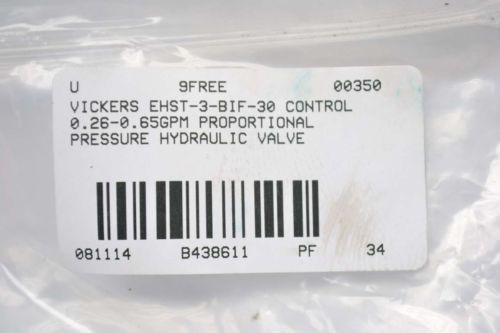 U 9FREE 00350
VICKERS EHST-3-BIF-30 CONTROL
0.26-0.65GPM PROPORTIONAL
PRESSURE HYDRAULIC VALVE
081114 B438611 PF 34